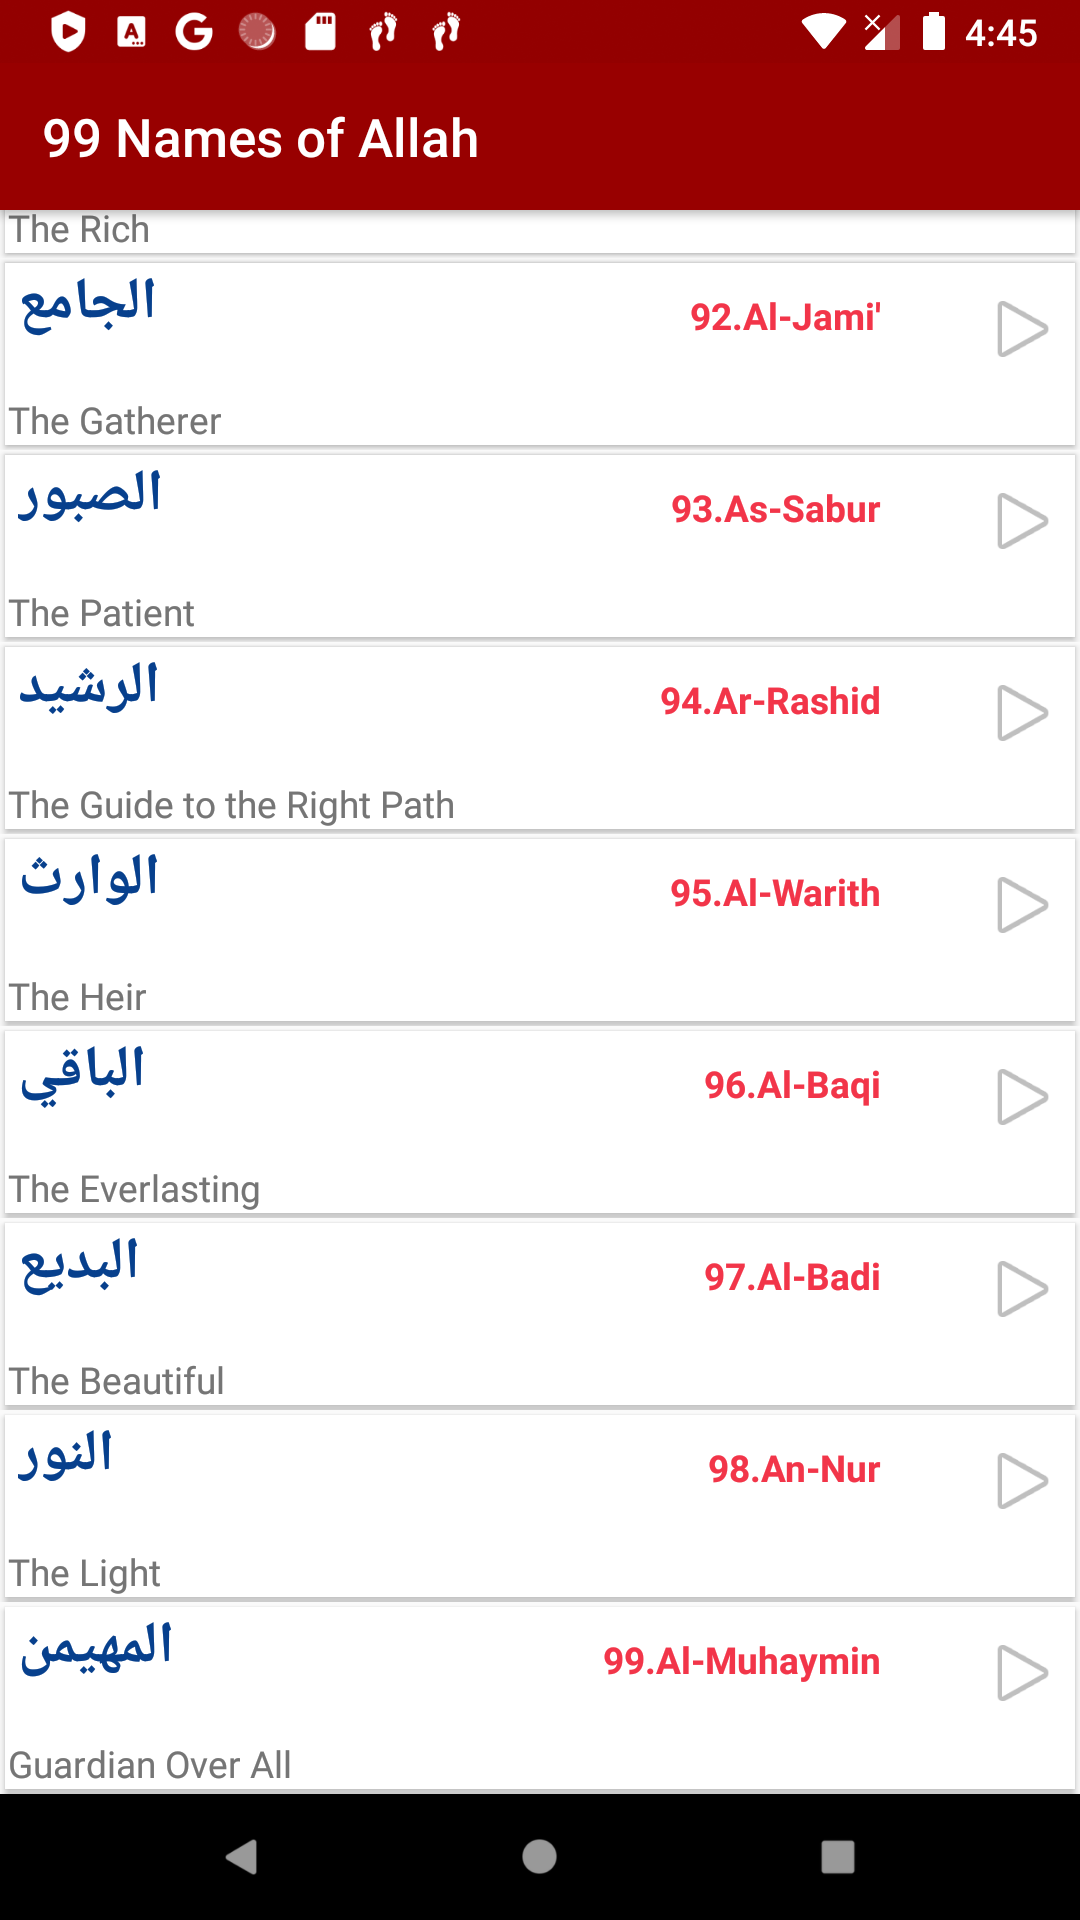 4:45
99 Names of Allah
The Rich
الجامع
92.Al-Jami'
The Gatherer
الصبور
93.As-Sabur
The Patient
الرشيد
94.Ar-Rashid
The Guide to the Right Path
الوارث
95.Al-Warith
The Heir
الباقي
96.Al-Baqi
The Everlasting
البديع
97.Al-Badi
The Beautiful
النور
98.An-Nur
The Light
المهيمن
99.Al-Muhaymin
Guardian Over All